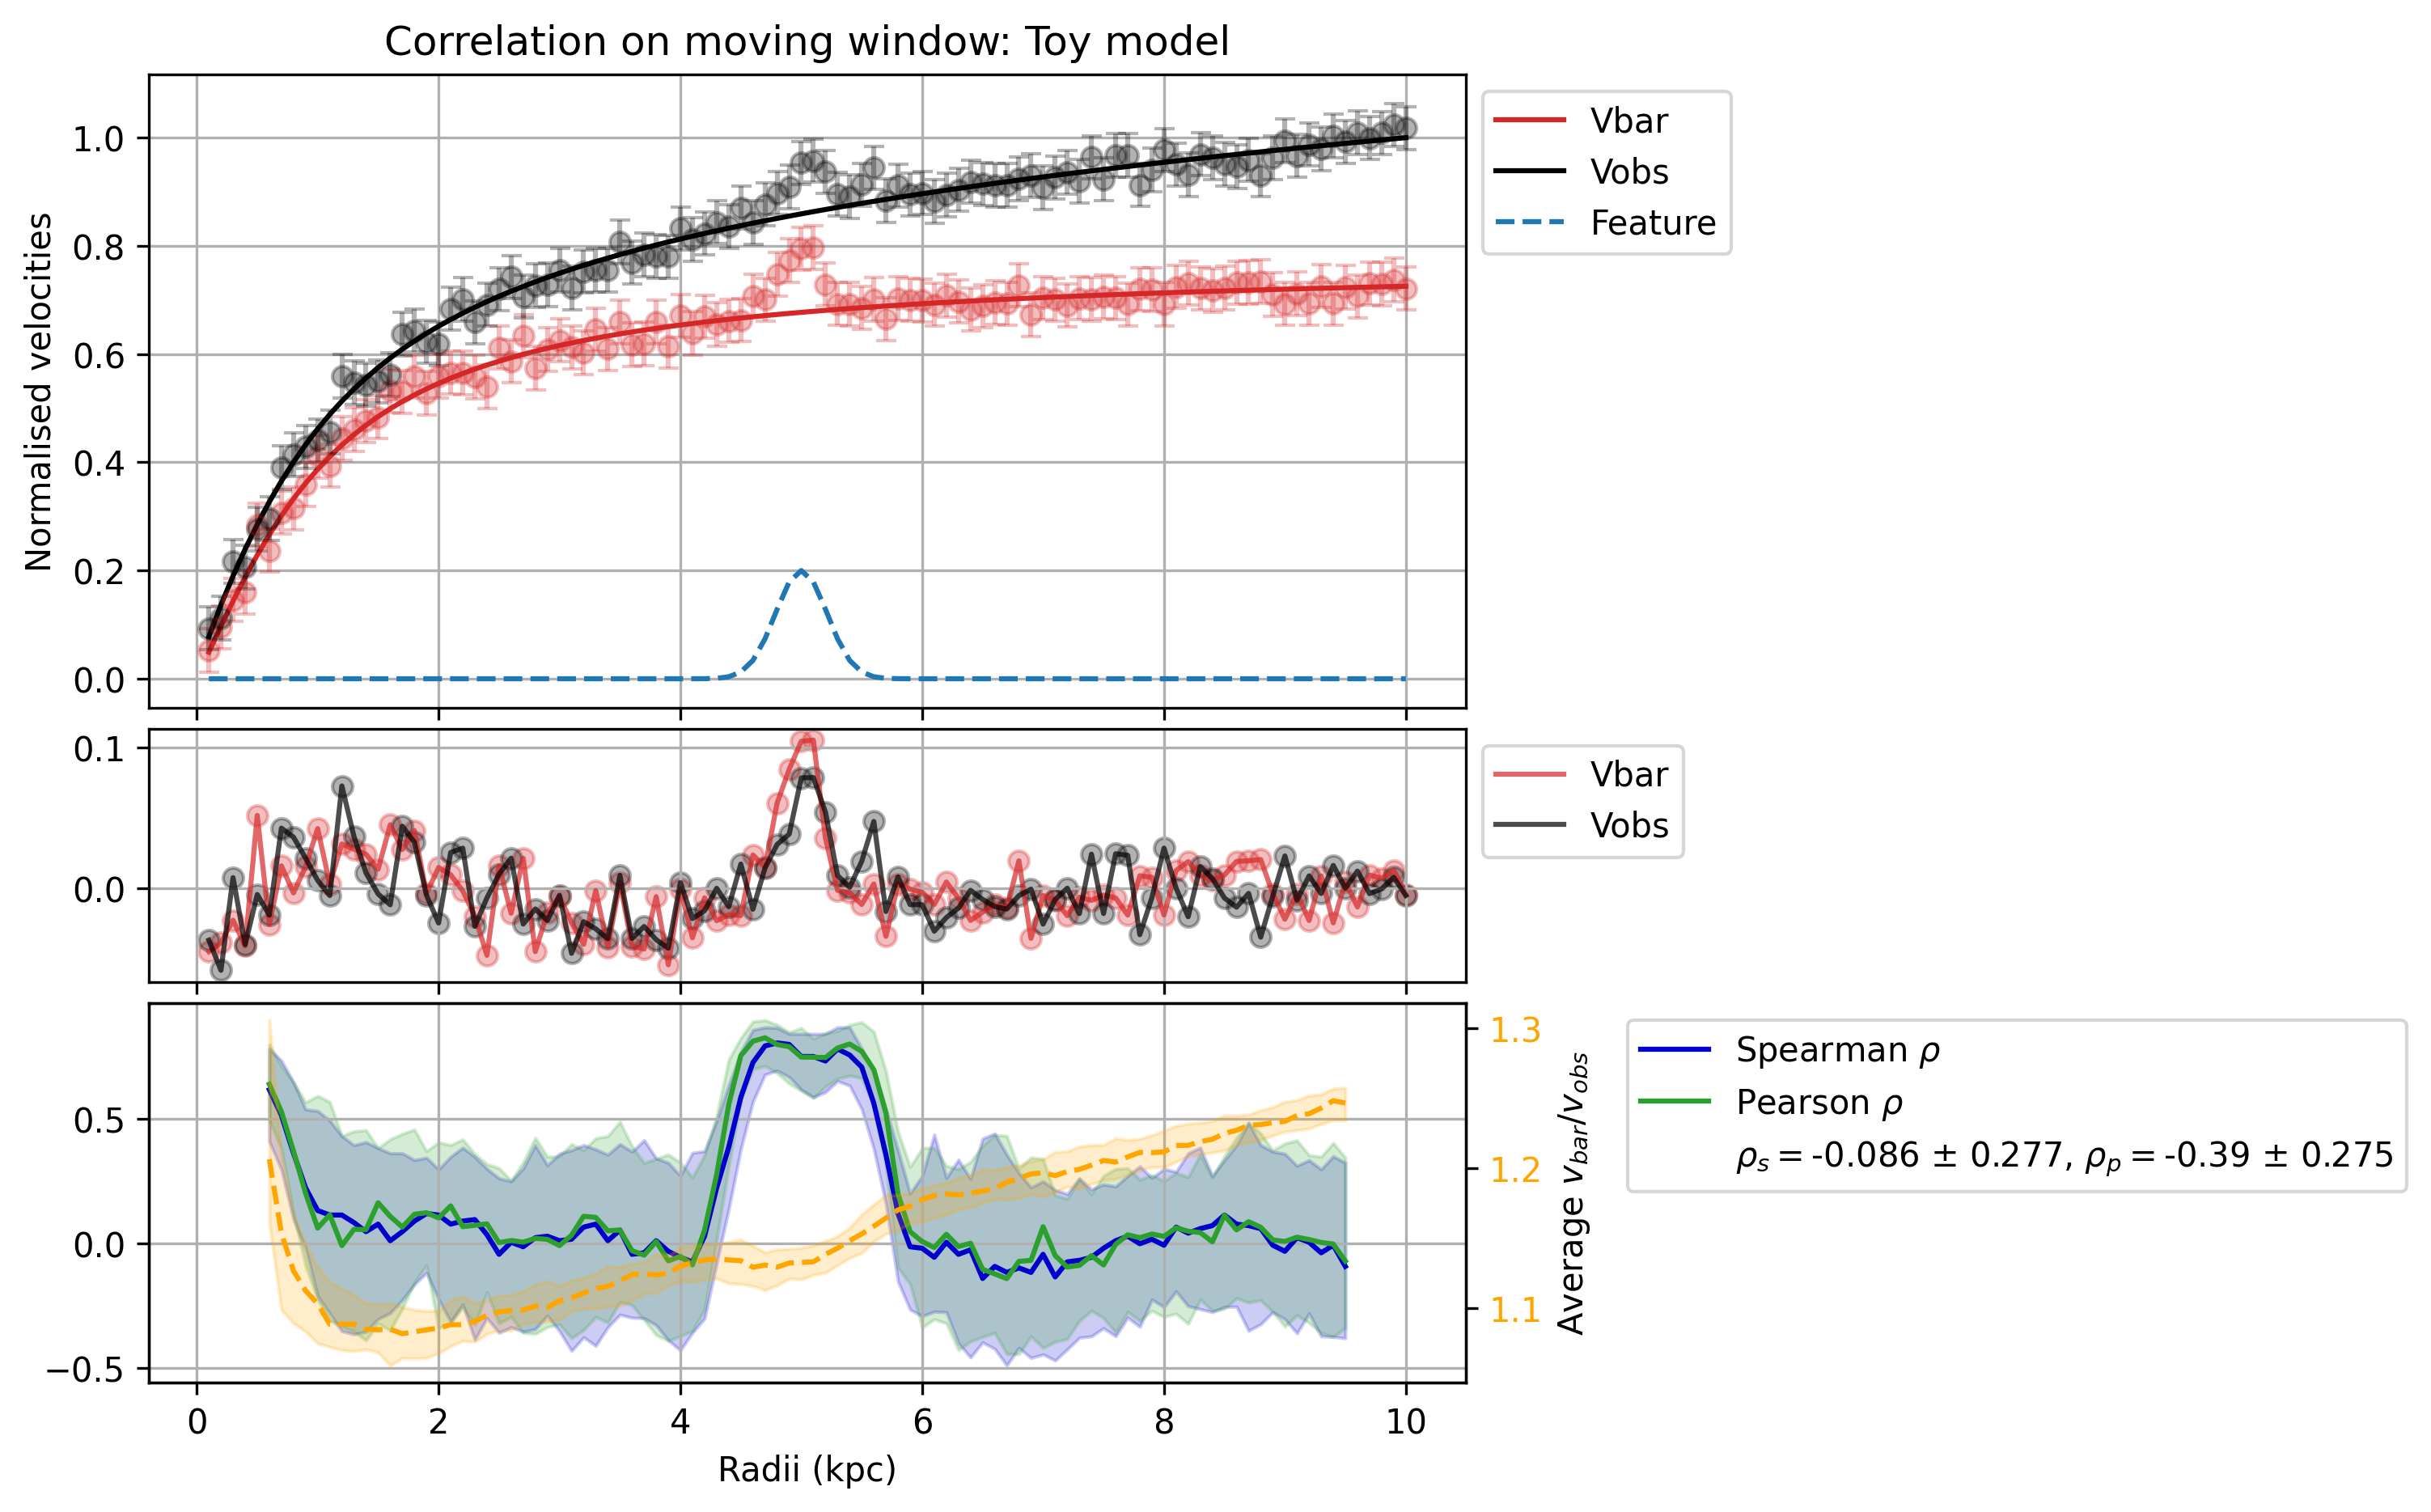 Correlation on moving window: Toy model
Normalised velocities
1.0
0.8
0.6
0.4
0.2
0.0
Vbar
Vobs
Feature
0.1
0.0
Vbar
Vobs
0.5
0.0
−0.5
1.3
1.2
1.1
Average v_bar/v_obs
Spearman ρ
Pearson ρ
ρ_s = -0.086 ± 0.277, ρ_p = -0.39 ± 0.275
0 2 4 6 8 10
Radii (kpc)